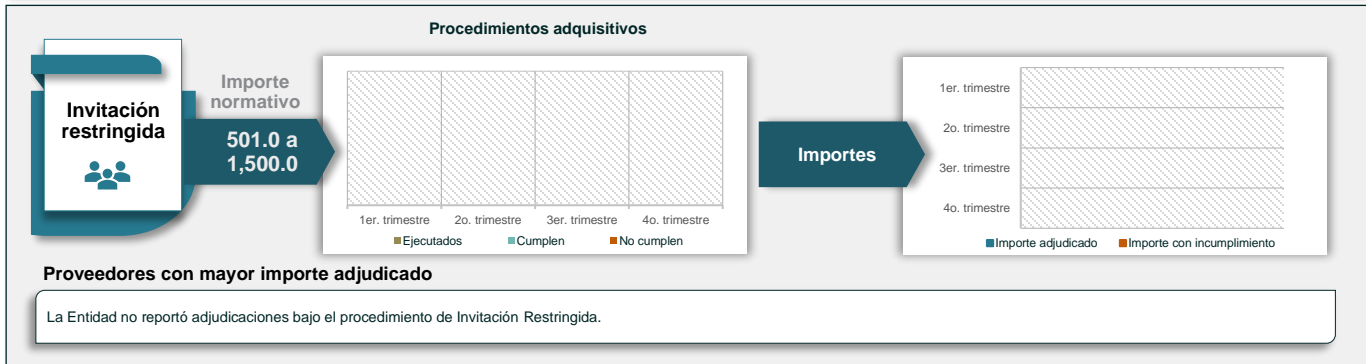 Procedimientos adquisitivos
Invitación
restringida
Importe
normativo
501.0 a
1,500.0
1er. trimestre 2o. trimestre 3er. trimestre 4o. trimestre
Ejecutados Cumplen No cumplen
Importes
1er. trimestre
2o. trimestre
3er. trimestre
4o. trimestre
Importe adjudicado Importe con incumplimiento
Proveedores con mayor importe adjudicado
La Entidad no reportó adjudicaciones bajo el procedimiento de Invitación Restringida.